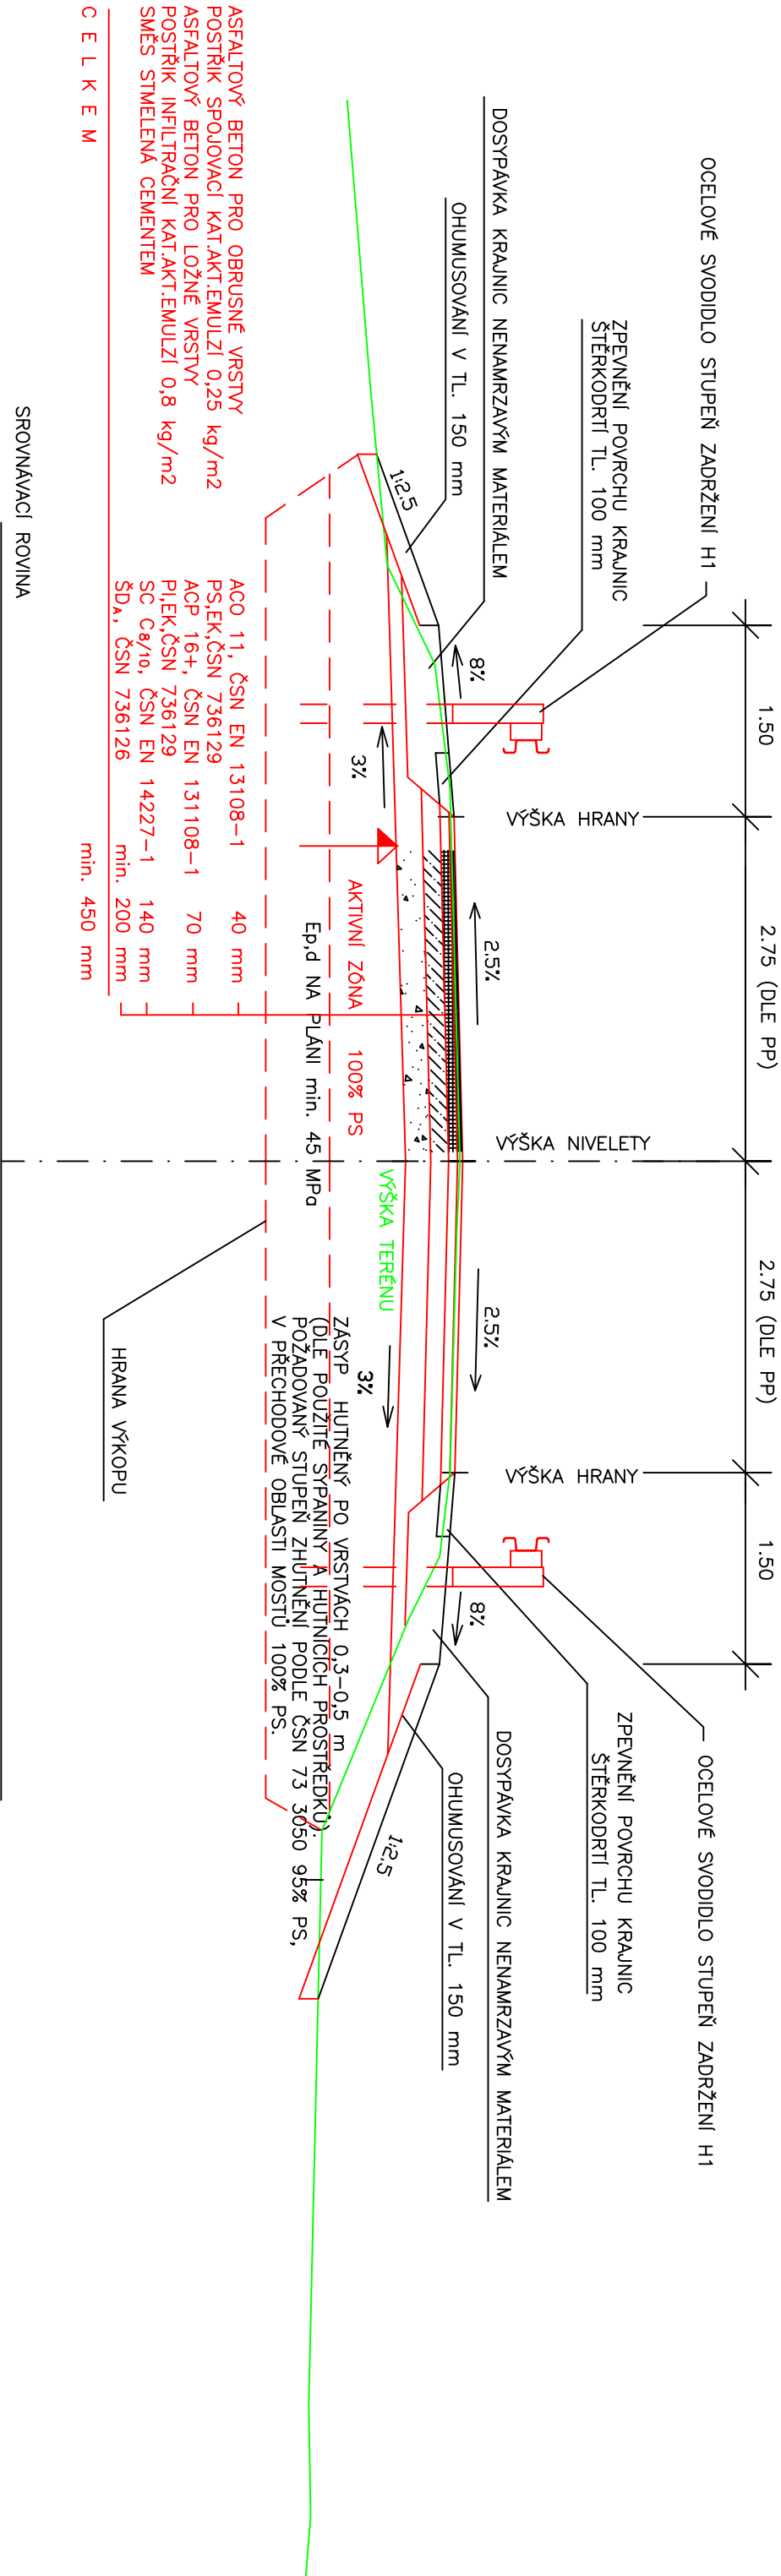 1.50
2.75 (DLE PP)
2.75 (DLE PP)
1.50
OCELOVÉ SVODIDLO STUPEŇ ZADRŽENÍ H1
ZPEVNĚNÍ POVRCHU KRAJNIC
ŠTĚRKODRTÍ TL. 100 mm
DOSYPÁVKA KRAJNIC NENAMRZAVÝM MATERIÁLEM
OHUMUSOVÁNÍ V TL. 150 mm
1:2.5
8%
3%
VÝŠKA HRANY
2.5%
VÝŠKA NIVELETY
2.5%
VÝŠKA HRANY
8%
3%
1:2.5
OCELOVÉ SVODIDLO STUPEŇ ZADRŽENÍ H1
ZPEVNĚNÍ POVRCHU KRAJNIC
ŠTĚRKODRTÍ TL. 100 mm
DOSYPÁVKA KRAJNIC NENAMRZAVÝM MATERIÁLEM
OHUMUSOVÁNÍ V TL. 150 mm
VÝŠKA TERÉNU
AKTIVNÍ ZÓNA 100% PS
Ep,d NA PLÁNI min. 45 MPa
ZÁSYP HUTNĚNÝ PO VRSTVÁCH 0,3-0,5 m
(DLE POUŽITÉ SYPANINY A HUTNÍCÍCH PROSTŘEDKŮ).
POŽADOVANÝ STUPEŇ ZHUTNĚNÍ PODLE ČSN 73 3050 95% PS,
V PŘECHODOVÉ OBLASTI MOSTŮ 100% PS.
HRANA VÝKOPU
ASFALTOVÝ BETON PRO OBRUSNÉ VRSTVY ACO 11, ČSN EN 13108-1 40 mm
POSTŘIK SPOJOVACÍ KAT.AKT.EMULZÍ 0,25 kg/m2 PS,EK,ČSN 736129
ASFALTOVÝ BETON PRO LOŽNÉ VRSTVY ACP 16+, ČSN EN 131108-1 70 mm
POSTŘIK INFILTRAČNÍ KAT.AKT.EMULZÍ 0,8 kg/m2 PI,EK,ČSN 736129
SMĚS STMELENÁ CEMENTEM SC C8/10, ČSN EN 14227-1 140 mm
ŠDA, ČSN 736126 min. 200 mm
C E L K E M min. 450 mm
SROVNÁVACÍ ROVINA